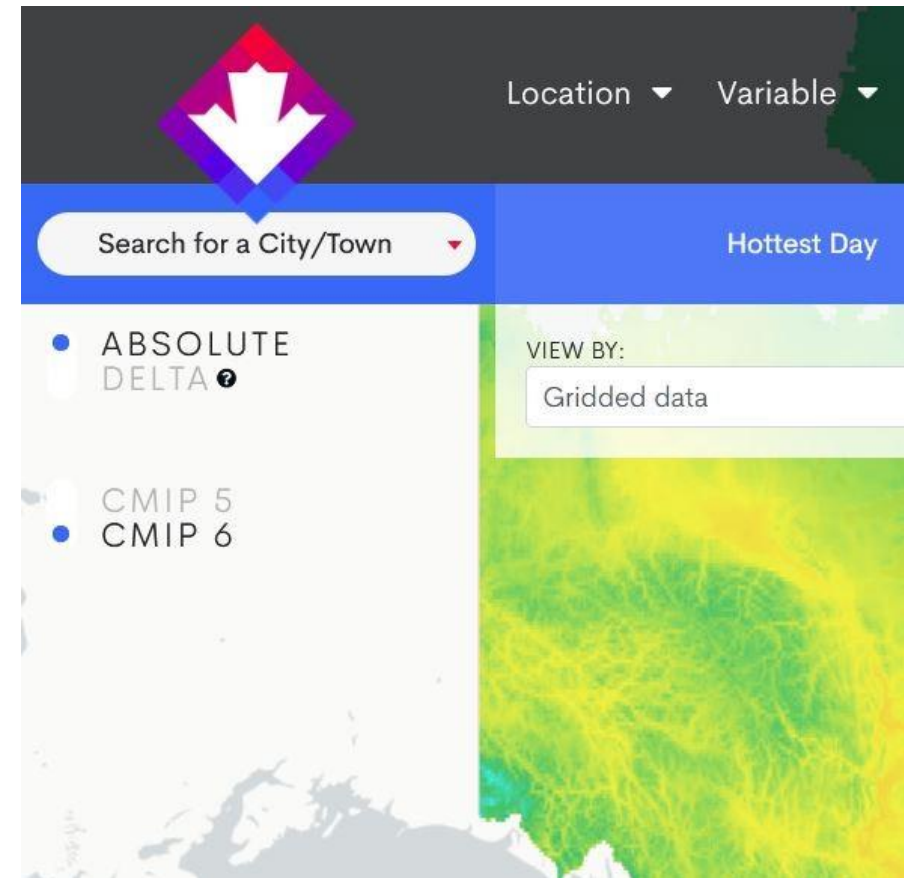 Location Variable
Search for a City/Town
Hottest Day
ABSOLUTE
DELTA ?
VIEW BY:
Gridded data
CMIP 5
CMIP 6